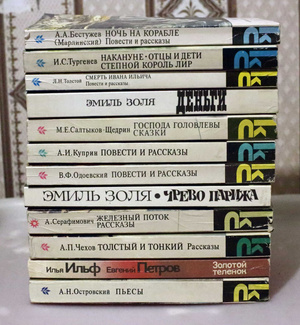 А.А.Бестужев НОЧЬ НА КОРАБЛЕ
(Марлинский) Повести и рассказы
И.С.Тургенев НАКАНУНЕ·ОТЦЫ И ДЕТИ
СТЕПНОЙ КОРОЛЬ ЛИР
Л.Н.Толстой СМЕРТЬ ИВАНА ИЛЬИЧА
Повести и рассказы
ЭМИЛЬ ЗОЛЯ ДЕНЬГИ
М.Е.Салтыков-Щедрин ГОСПОДА ГОЛОВЛЕВЫ
СКАЗКИ
А.И.Куприн ПОВЕСТИ И РАССКАЗЫ
В.Ф.Одоевский ПОВЕСТИ И РАССКАЗЫ
ЭМИЛЬ ЗОЛЯ·ЧРЕВО ПАРИЖА
А.Серафимович ЖЕЛЕЗНЫЙ ПОТОК
РАССКАЗЫ
А.П.Чехов ТОЛСТЫЙ И ТОНКИЙ Рассказы
Илья Ильф Евгений Петров Золотой
теленок
А.Н.Островский ПЬЕСЫ